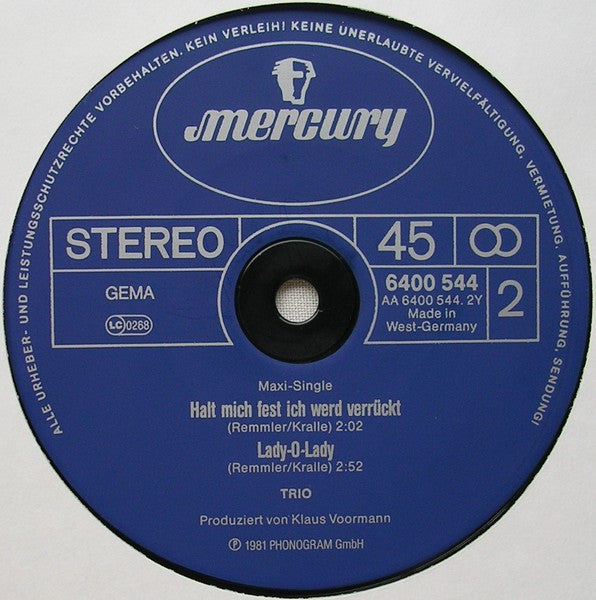 ALLE URHEBER- UND LEISTUNGSSCHUTZRECHTE VORBEHALTEN. KEIN VERLEIH! KEINE UNERLAUBTE VERVIELFÄLTIGUNG, VERMIETUNG, AUFFÜHRUNG, SENDUNG!
mercury
STEREO
45
GEMA
6400 544
AA 6400 544. 2Y
Made in
West-Germany
2
LC 0268
Maxi-Single
Halt mich fest ich werd verrückt
(Remmler/Kralle) 2:02
Lady-O-Lady
(Remmler/Kralle) 2:52
TRIO
Produziert von Klaus Voormann
Ⓟ 1981 PHONOGRAM GmbH